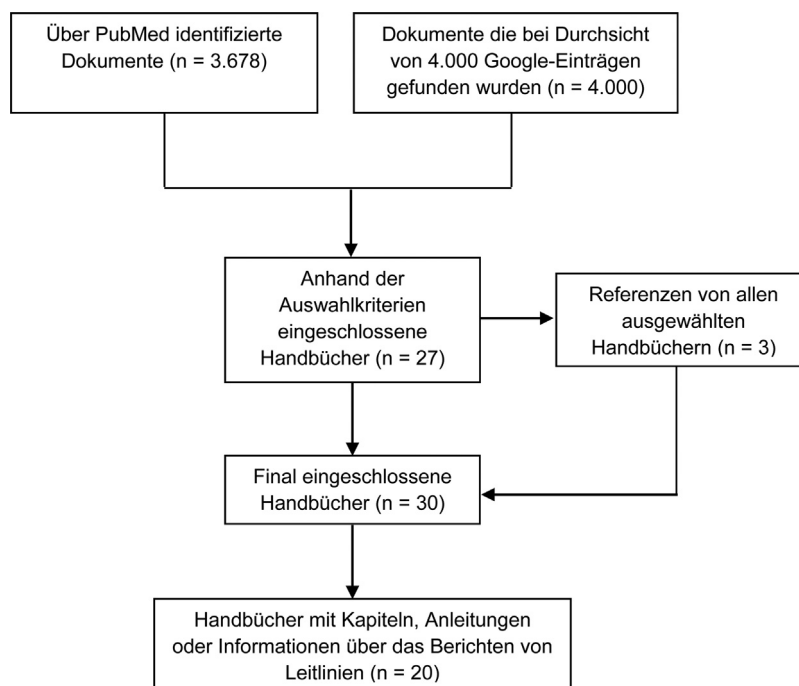 Über PubMed identifizierte
Dokumente (n = 3.678)
Dokumente die bei Durchsicht
von 4.000 Google-Einträgen
gefunden wurden (n = 4.000)
Anhand der
Auswahlkriterien
eingeschlossene
Handbücher (n = 27)
Referenzen von allen
ausgewählten
Handbüchern (n = 3)
Final eingeschlossene
Handbücher (n = 30)
Handbücher mit Kapiteln, Anleitungen
oder Informationen über das Berichten von
Leitlinien (n = 20)